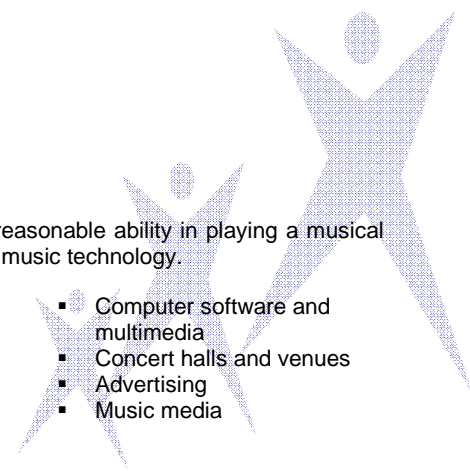 reasonable ability in playing a musical
music technology.
▪ Computer software and
multimedia
▪ Concert halls and venues
▪ Advertising
▪ Music media